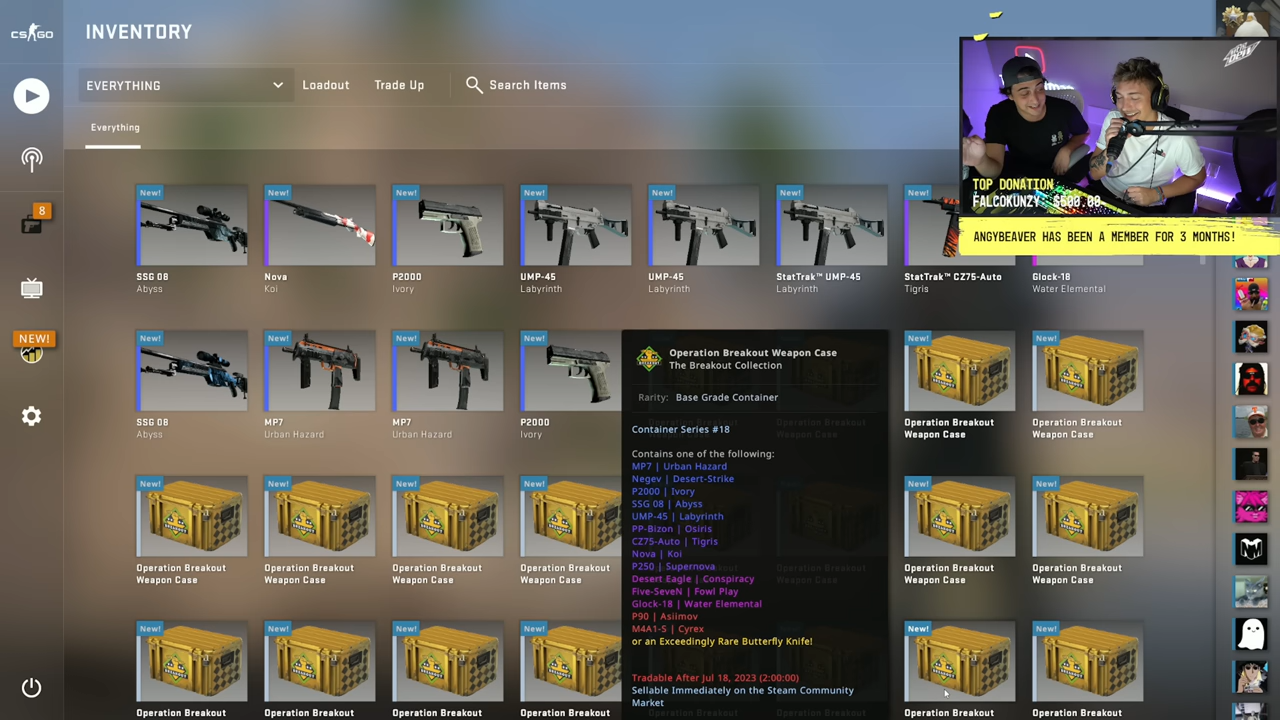 CS GO
INVENTORY
EVERYTHING
Loadout
Trade Up
Search Items
Everything
8
NEW!
TOP DONATION
FALCOKUNZY: $500.00
ANGYBEAVER HAS BEEN A MEMBER FOR 3 MONTHS!
New! New! New! New! New! New! New!
SSG 08 Nova P2000 UMP-45 UMP-45 StatTrak™ UMP-45 StatTrak™ CZ75-Auto Glock-18
Abyss Koi Ivory Labyrinth Labyrinth Labyrinth Tigris Water Elemental
New! New! New! New! New! New!
SSG 08 MP7 MP7 P2000 Operation Breakout Operation Breakout
Abyss Urban Hazard Urban Hazard Ivory Weapon Case Weapon Case
Operation Breakout Weapon Case
The Breakout Collection
Rarity: Base Grade Container
Container Series #18
Contains one of the following:
MP7 | Urban Hazard
Negev | Desert-Strike
P2000 | Ivory
SSG 08 | Abyss
UMP-45 | Labyrinth
PP-Bizon | Osiris
CZ75-Auto | Tigris
Nova | Koi
P250 | Supernova
Desert Eagle | Conspiracy
Five-SeveN | Fowl Play
Glock-18 | Water Elemental
P90 | Asiimov
M4A1-S | Cyrex
or an Exceedingly Rare Butterfly Knife!
Tradable After Jul 18, 2023 (2:00:00)
Sellable Immediately on the Steam Community
Market
New! New! New! New! New! New!
Operation Breakout Operation Breakout Operation Breakout Operation Breakout Operation Breakout Operation Breakout
Weapon Case Weapon Case Weapon Case Weapon Case Weapon Case Weapon Case
New! New! New! New! New! New!
Operation Breakout Operation Breakout Operation Breakout Operation Breakout Operation Breakout Operation Breakout